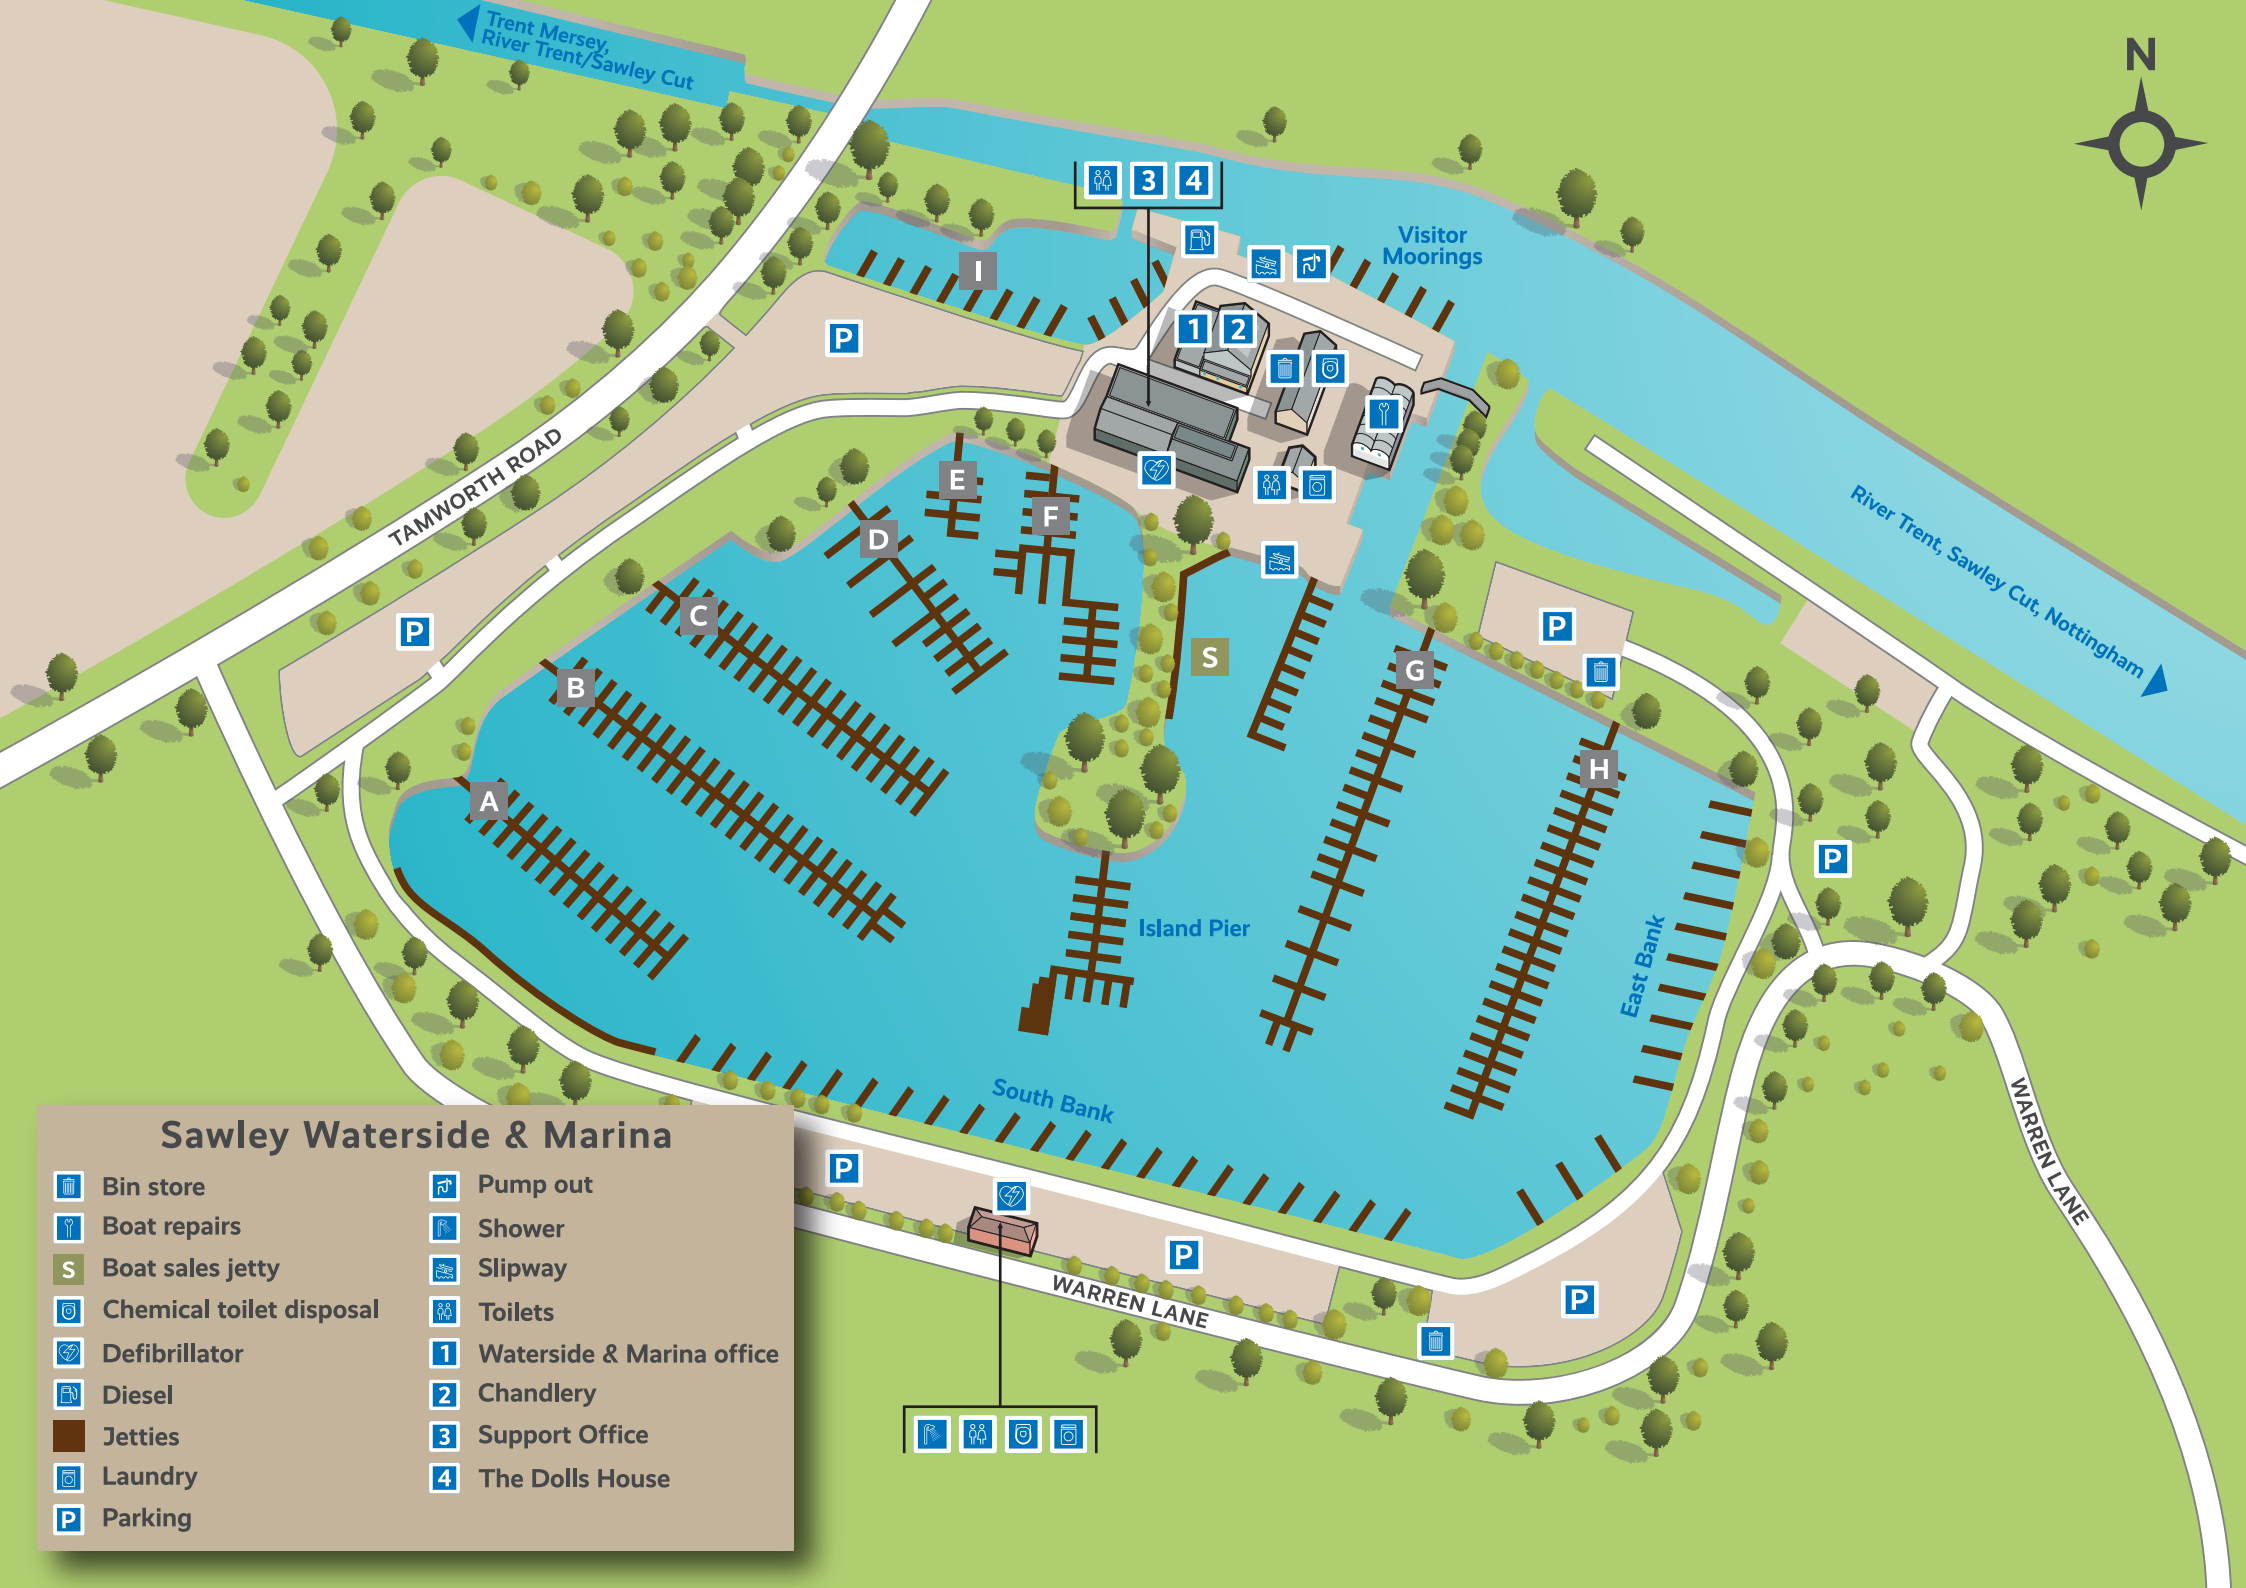 Trent Mersey,
River Trent/Sawley Cut
N
3
4
Visitor
Moorings
I
P
1
2
E
F
D
TAMWORTH ROAD
River Trent, Sawley Cut, Nottingham
C
P
S
G
P
B
H
A
P
Island Pier
East Bank
South Bank
WARREN LANE
P
P
WARREN LANE
P
Sawley Waterside & Marina
Bin store
Boat repairs
S Boat sales jetty
Chemical toilet disposal
Defibrillator
Diesel
Jetties
Laundry
P Parking
Pump out
Shower
Slipway
Toilets
1 Waterside & Marina office
2 Chandlery
3 Support Office
4 The Dolls House